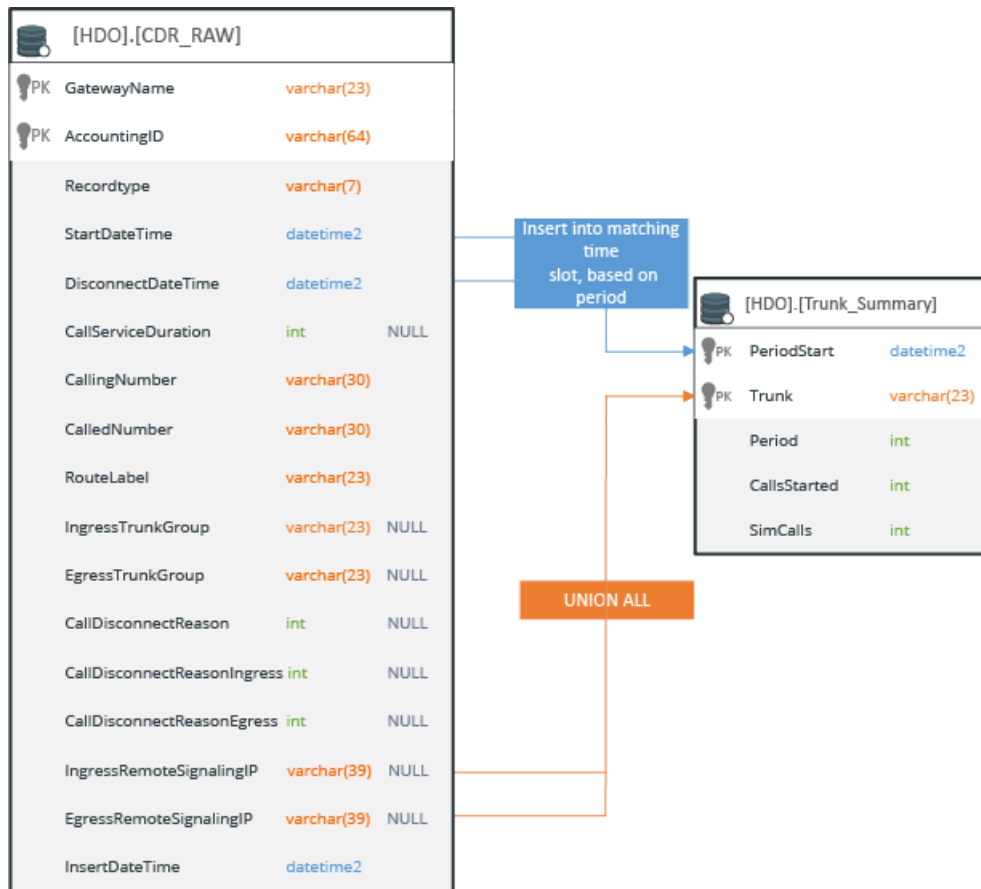 [HDO].[CDR_RAW]
PK GatewayName varchar(23)
PK AccountingID varchar(64)
Recordtype varchar(7)
StartDateTime datetime2
DisconnectDateTime datetime2
CallServiceDuration int NULL
CallingNumber varchar(30)
CalledNumber varchar(30)
RouteLabel varchar(23)
IngressTrunkGroup varchar(23) NULL
EgressTrunkGroup varchar(23) NULL
CallDisconnectReason int NULL
CallDisconnectReasonIngress int NULL
CallDisconnectReasonEgress int NULL
IngressRemoteSignalingIP varchar(39) NULL
EgressRemoteSignalingIP varchar(39) NULL
InsertDateTime datetime2
Insert into matching
time
slot, based on
period
UNION ALL
[HDO].[Trunk_Summary]
PK PeriodStart datetime2
PK Trunk varchar(23)
Period int
CallsStarted int
SimCalls int